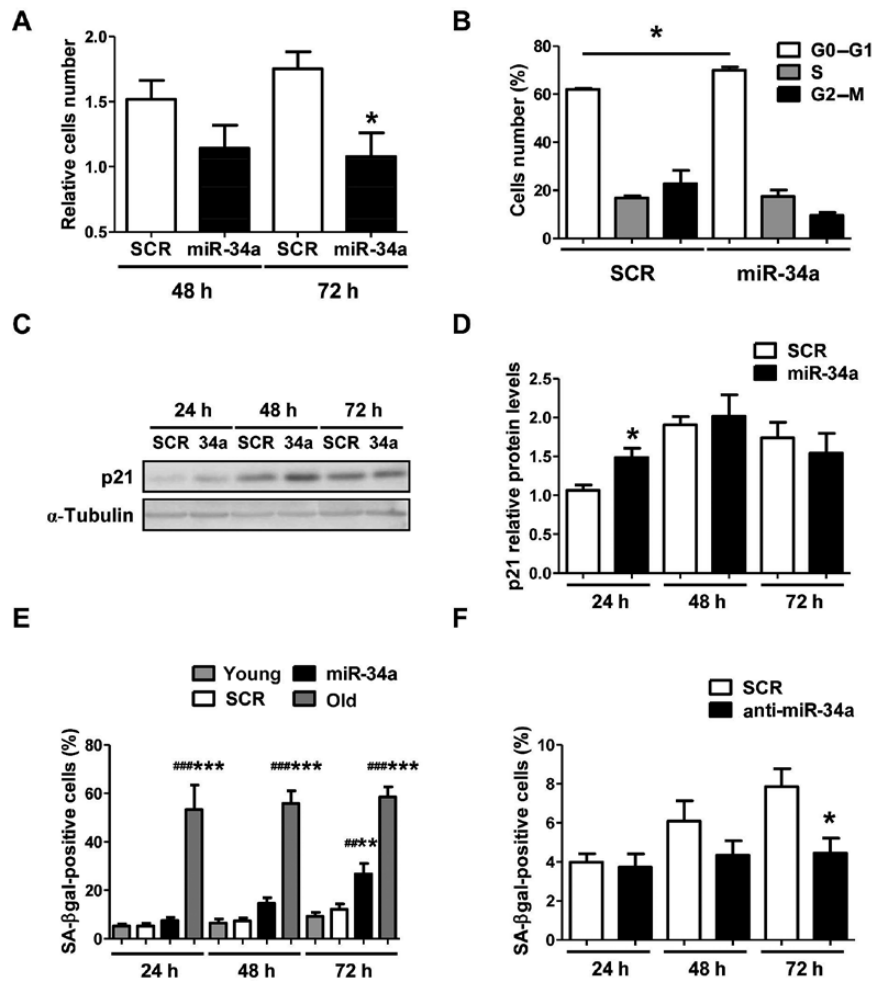 A
Relative cells number
2.0
1.5
1.0
0.5
*
SCR miR-34a SCR miR-34a
48 h 72 h
B
Cells number (%)
80
60
40
20
0
*
G0–G1
S
G2–M
SCR miR-34a
C
24 h 48 h 72 h
SCR 34a SCR 34a SCR 34a
p21
α-Tubulin
D
SCR
miR-34a
p21 relative protein levels
2.5
2.0
1.5
1.0
0.5
0.0
*
24 h 48 h 72 h
E
Young miR-34a
SCR Old
SA-βgal-positive cells (%)
80
60
40
20
0
###*** ###*** ###***
##**
24 h 48 h 72 h
F
SCR
anti-miR-34a
SA-βgal-positive cells (%)
8
6
4
2
0
*
24 h 48 h 72 h